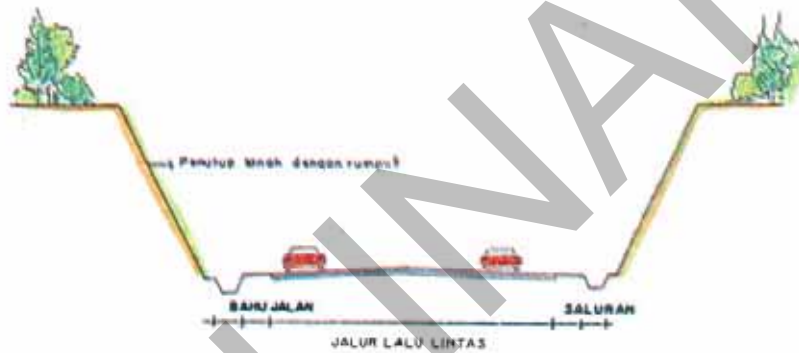 Penutup tanah dengan rumput
BAHU JALAN
SALURAN
JALUR LALU LINTAS